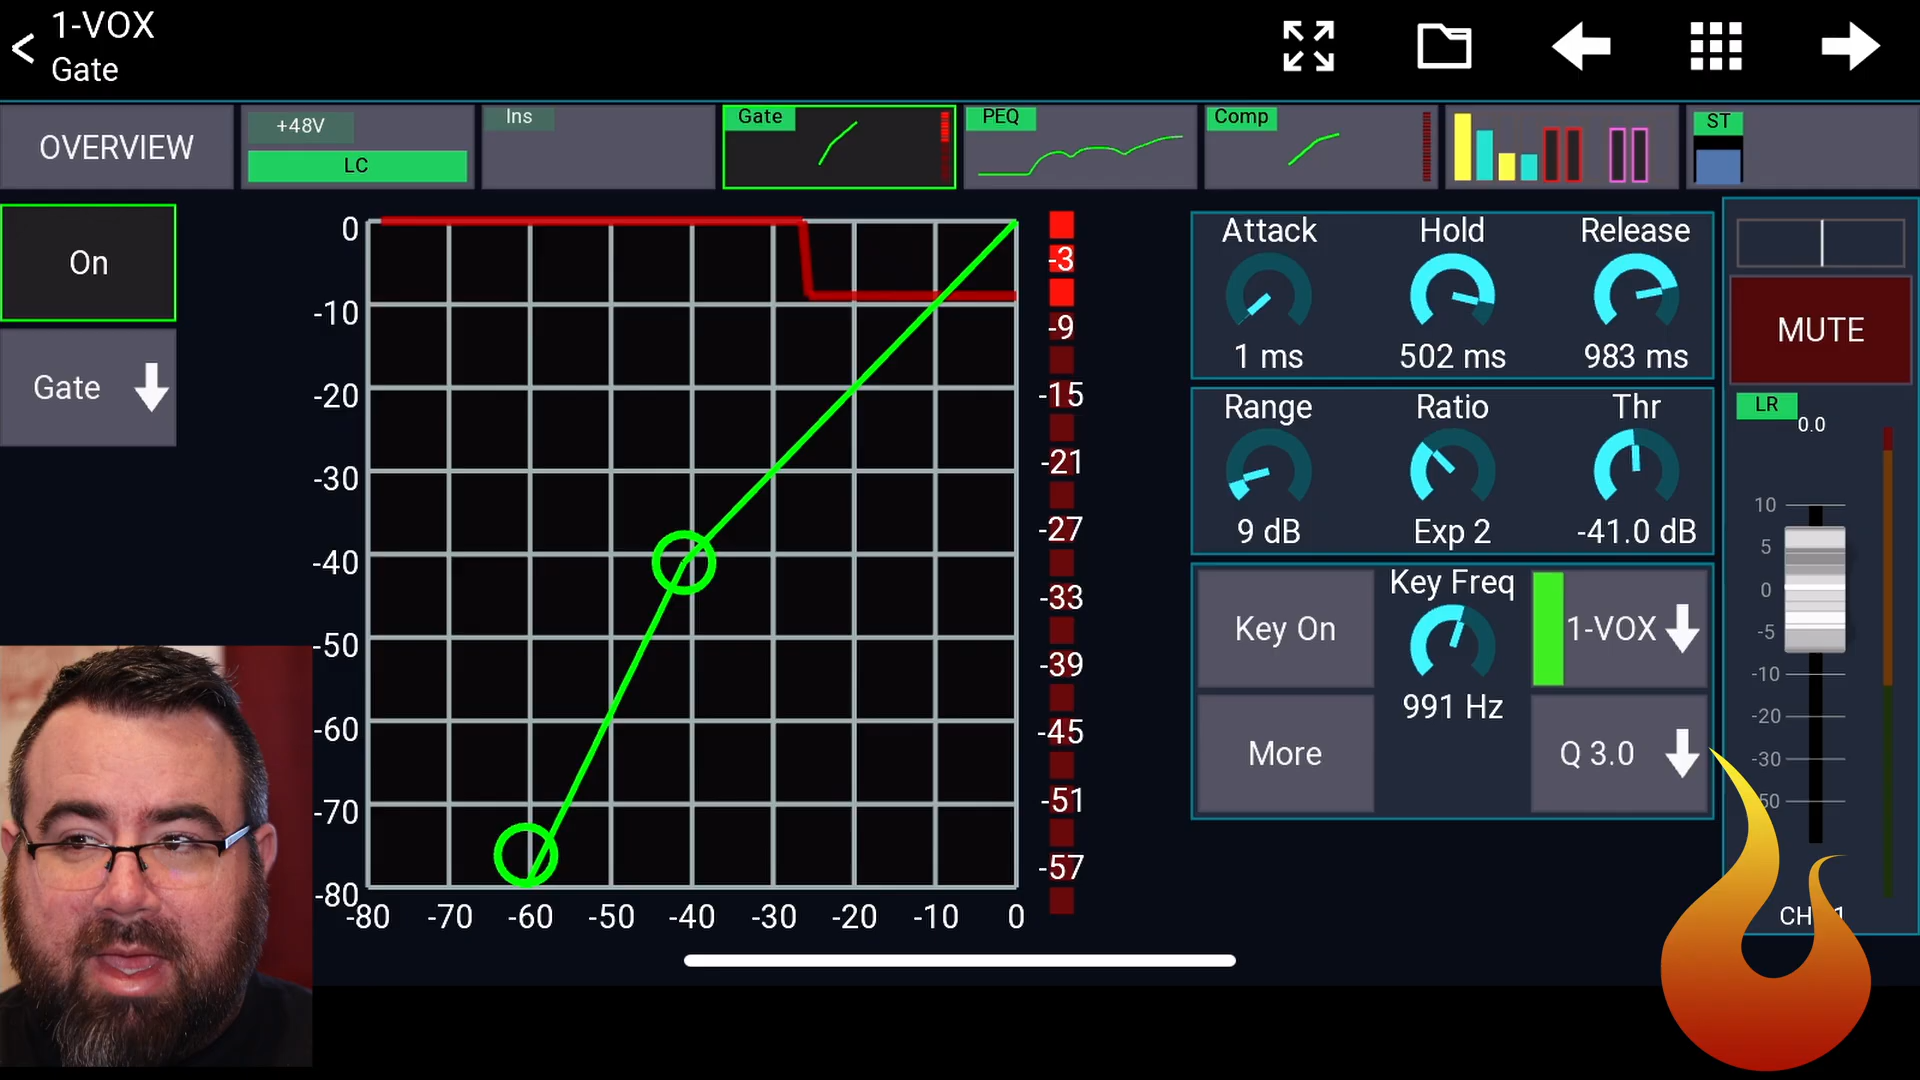 1-VOX
Gate
OVERVIEW
+48V
LC
Ins
Gate
PEQ
Comp
ST
On
Gate
0
-10
-20
-30
-40
-50
-60
-70
-80
-80 -70 -60 -50 -40 -30 -20 -10 0
-3
-9
-15
-21
-27
-33
-39
-45
-51
-57
Attack Hold Release
1 ms 502 ms 983 ms
Range Ratio Thr
9 dB Exp 2 -41.0 dB
Key On
Key Freq
991 Hz
1-VOX
More
Q 3.0
MUTE
LR
0.0
10
5
0
-5
-10
-20
-30
50
CH 1